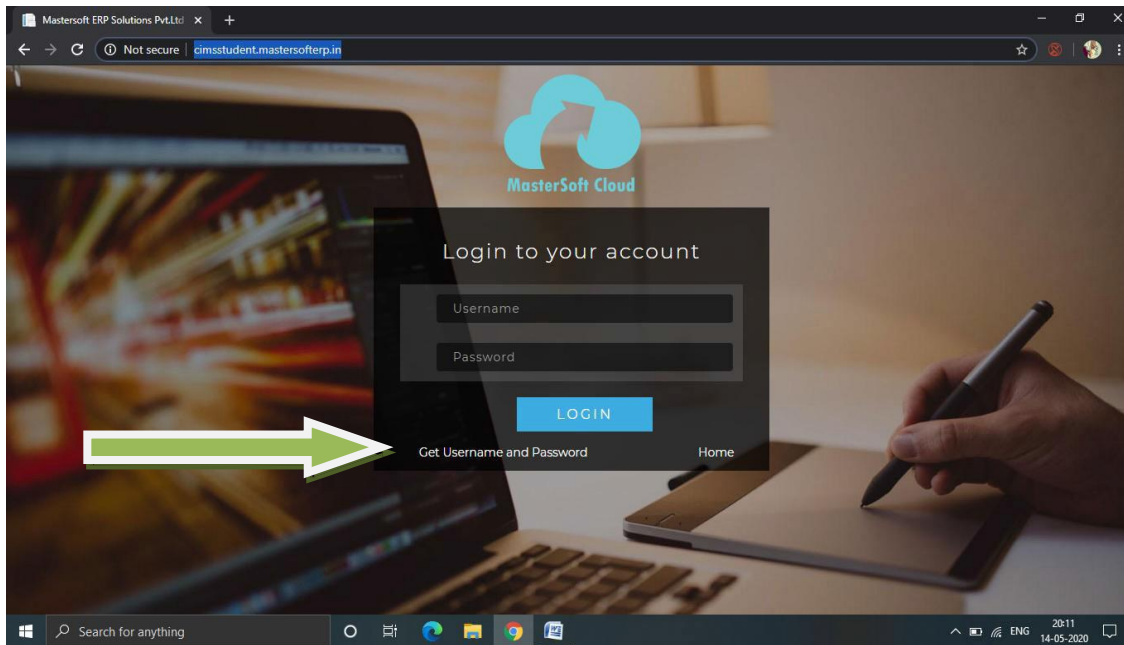 Mastersoft ERP Solutions Pvt.Ltd
Not secure | cimsstudent.mastersofterp.in
MasterSoft Cloud
Login to your account
Username
Password
LOGIN
Get Username and Password Home
Search for anything
ENG
20:11
14-05-2020